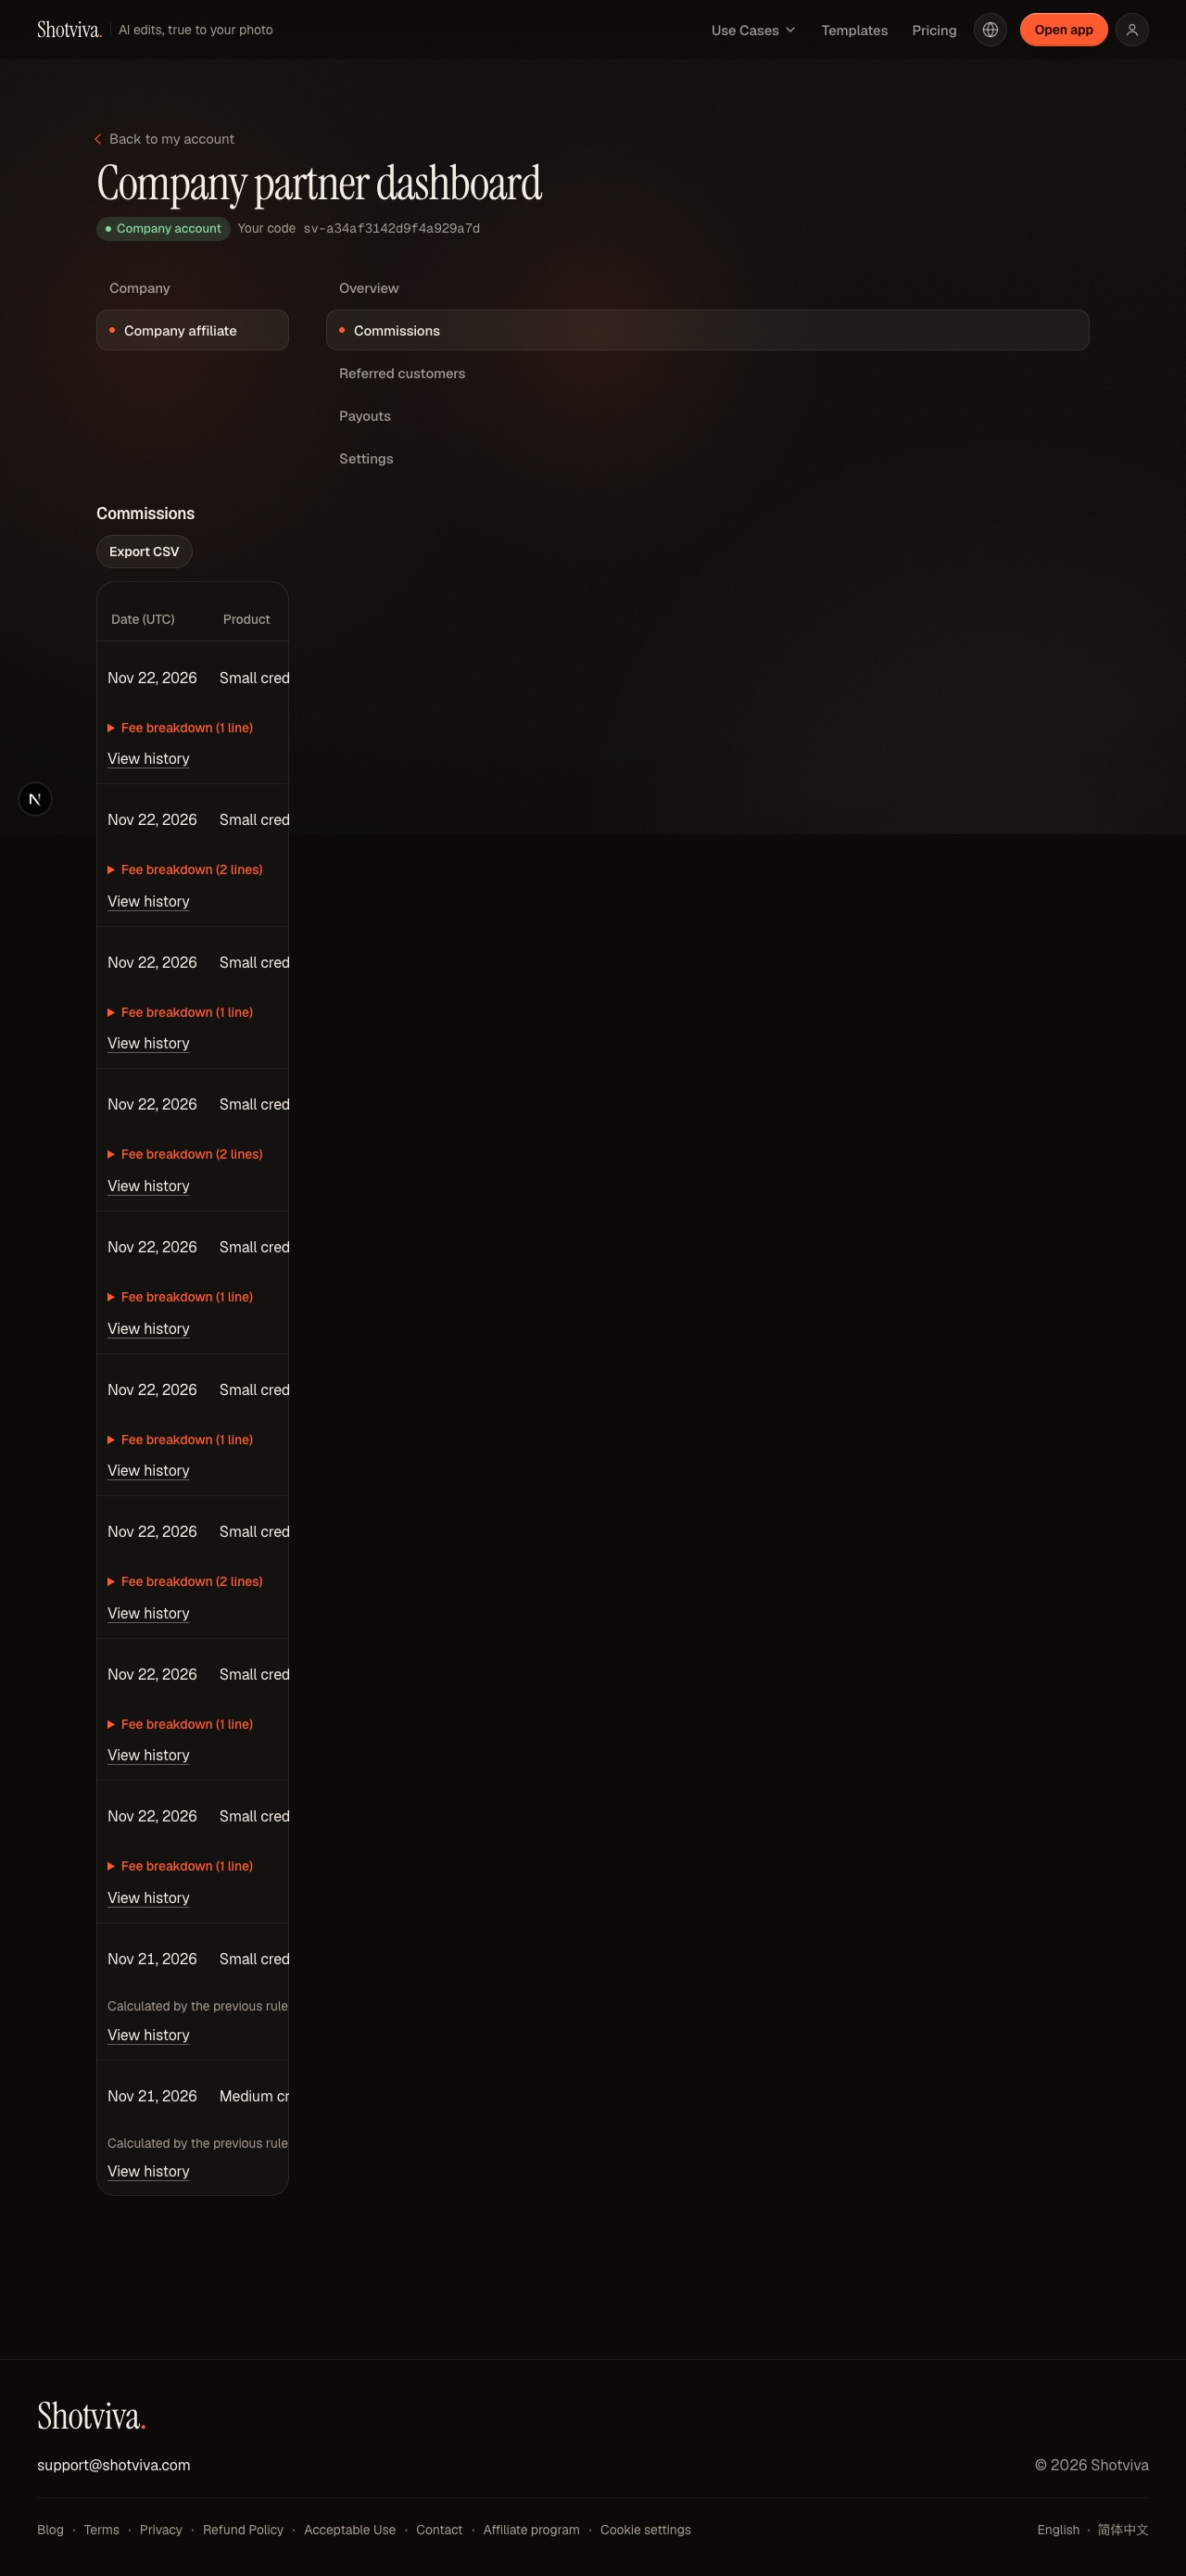 Shotviva. AI edits, true to your photo Use Cases Templates Pricing Open app
Back to my account
Company partner dashboard
Company account Your code sv-a34af3142d9f4a929a7d
Company
Company affiliate
Overview
Commissions
Referred customers
Payouts
Settings
Commissions
Export CSV
Date (UTC) Product
Nov 22, 2026 Small cred
Fee breakdown (1 line)
View history
Nov 22, 2026 Small cred
Fee breakdown (2 lines)
View history
Nov 22, 2026 Small cred
Fee breakdown (1 line)
View history
Nov 22, 2026 Small cred
Fee breakdown (2 lines)
View history
Nov 22, 2026 Small cred
Fee breakdown (1 line)
View history
Nov 22, 2026 Small cred
Fee breakdown (1 line)
View history
Nov 22, 2026 Small cred
Fee breakdown (2 lines)
View history
Nov 22, 2026 Small cred
Fee breakdown (1 line)
View history
Nov 22, 2026 Small cred
Fee breakdown (1 line)
View history
Nov 21, 2026 Small cred
Calculated by the previous rule
View history
Nov 21, 2026 Medium cr
Calculated by the previous rule
View history
N
Shotviva.
support@shotviva.com © 2026 Shotviva
Blog · Terms · Privacy · Refund Policy · Acceptable Use · Contact · Affiliate program · Cookie settings English · 简体中文